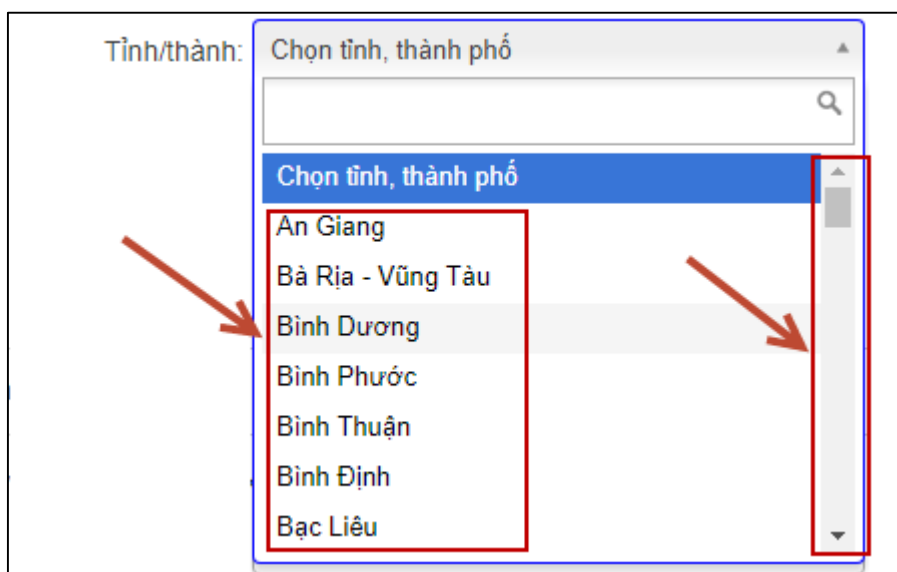 Tỉnh/thành: Chọn tỉnh, thành phố
Chọn tỉnh, thành phố
An Giang
Bà Rịa - Vũng Tàu
Bình Dương
Bình Phước
Bình Thuận
Bình Định
Bạc Liêu